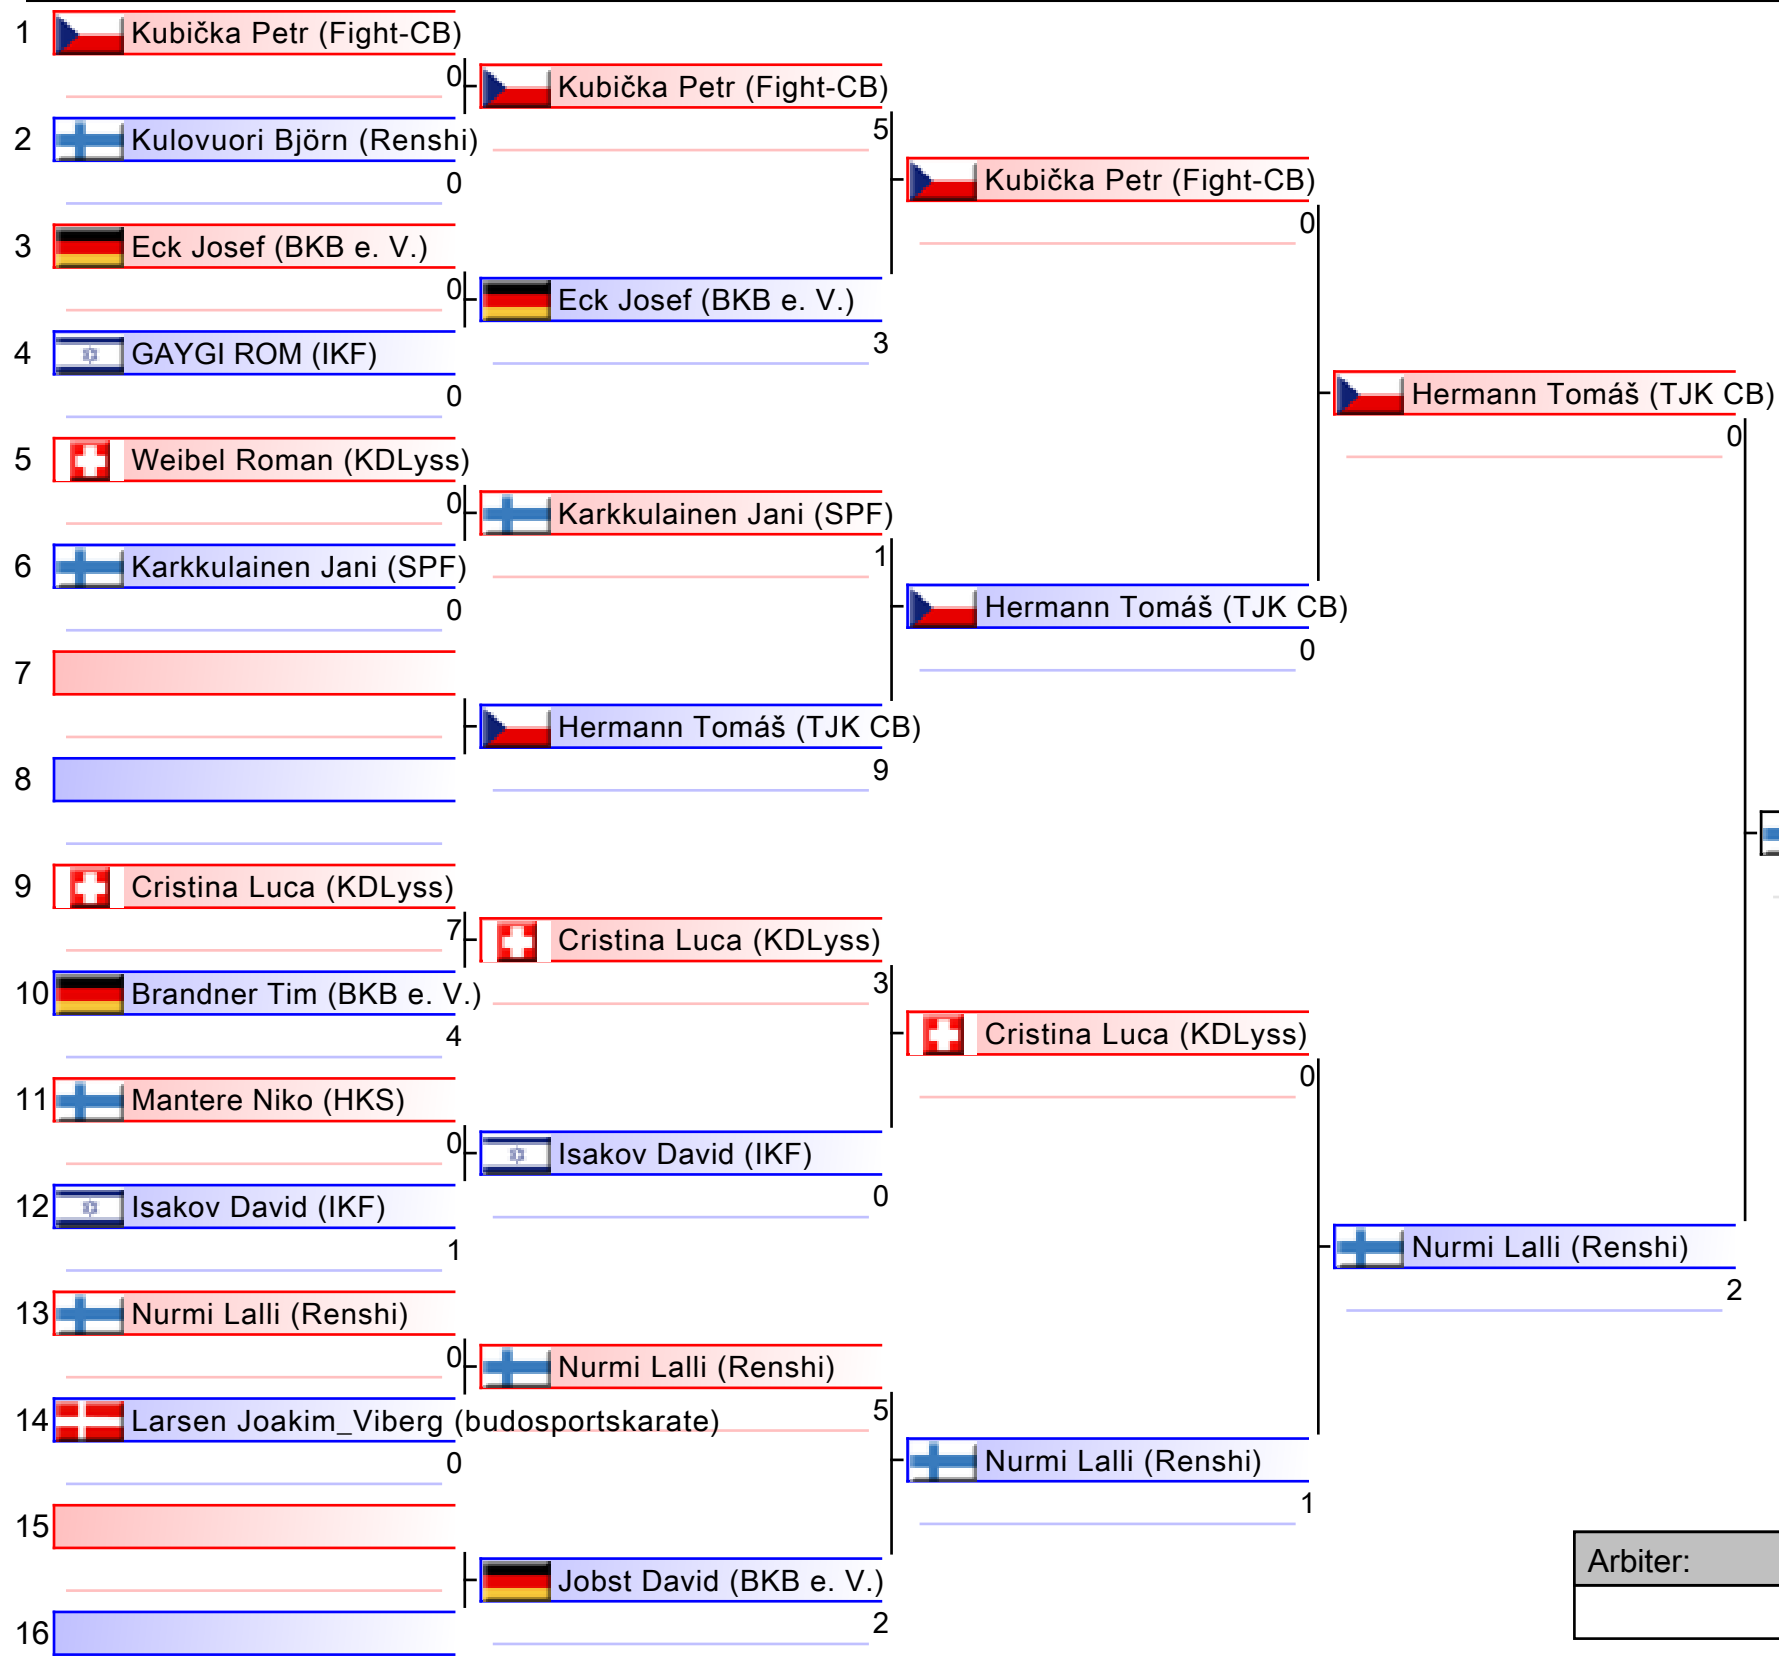 1 Kubička Petr (Fight-CB)
0
2 Kulovuori Björn (Renshi)
0
3 Eck Josef (BKB e. V.)
0
4 GAYGI ROM (IKF)
0
5 Weibel Roman (KDLyss)
0
6 Karkkulainen Jani (SPF)
0
7
8
9 Cristina Luca (KDLyss)
7
10 Brandner Tim (BKB e. V.)
4
11 Mantere Niko (HKS)
0
12 Isakov David (IKF)
1
13 Nurmi Lalli (Renshi)
0
14 Larsen Joakim_Viberg (budosportskarate)
0
15
16
Kubička Petr (Fight-CB)
5
Eck Josef (BKB e. V.)
3
Karkkulainen Jani (SPF)
1
Hermann Tomáš (TJK CB)
9
Cristina Luca (KDLyss)
3
Isakov David (IKF)
0
Nurmi Lalli (Renshi)
5
Jobst David (BKB e. V.)
2
Kubička Petr (Fight-CB)
0
Hermann Tomáš (TJK CB)
0
Cristina Luca (KDLyss)
0
Nurmi Lalli (Renshi)
1
Hermann Tomáš (TJK CB)
0
Nurmi Lalli (Renshi)
2
Arbiter: